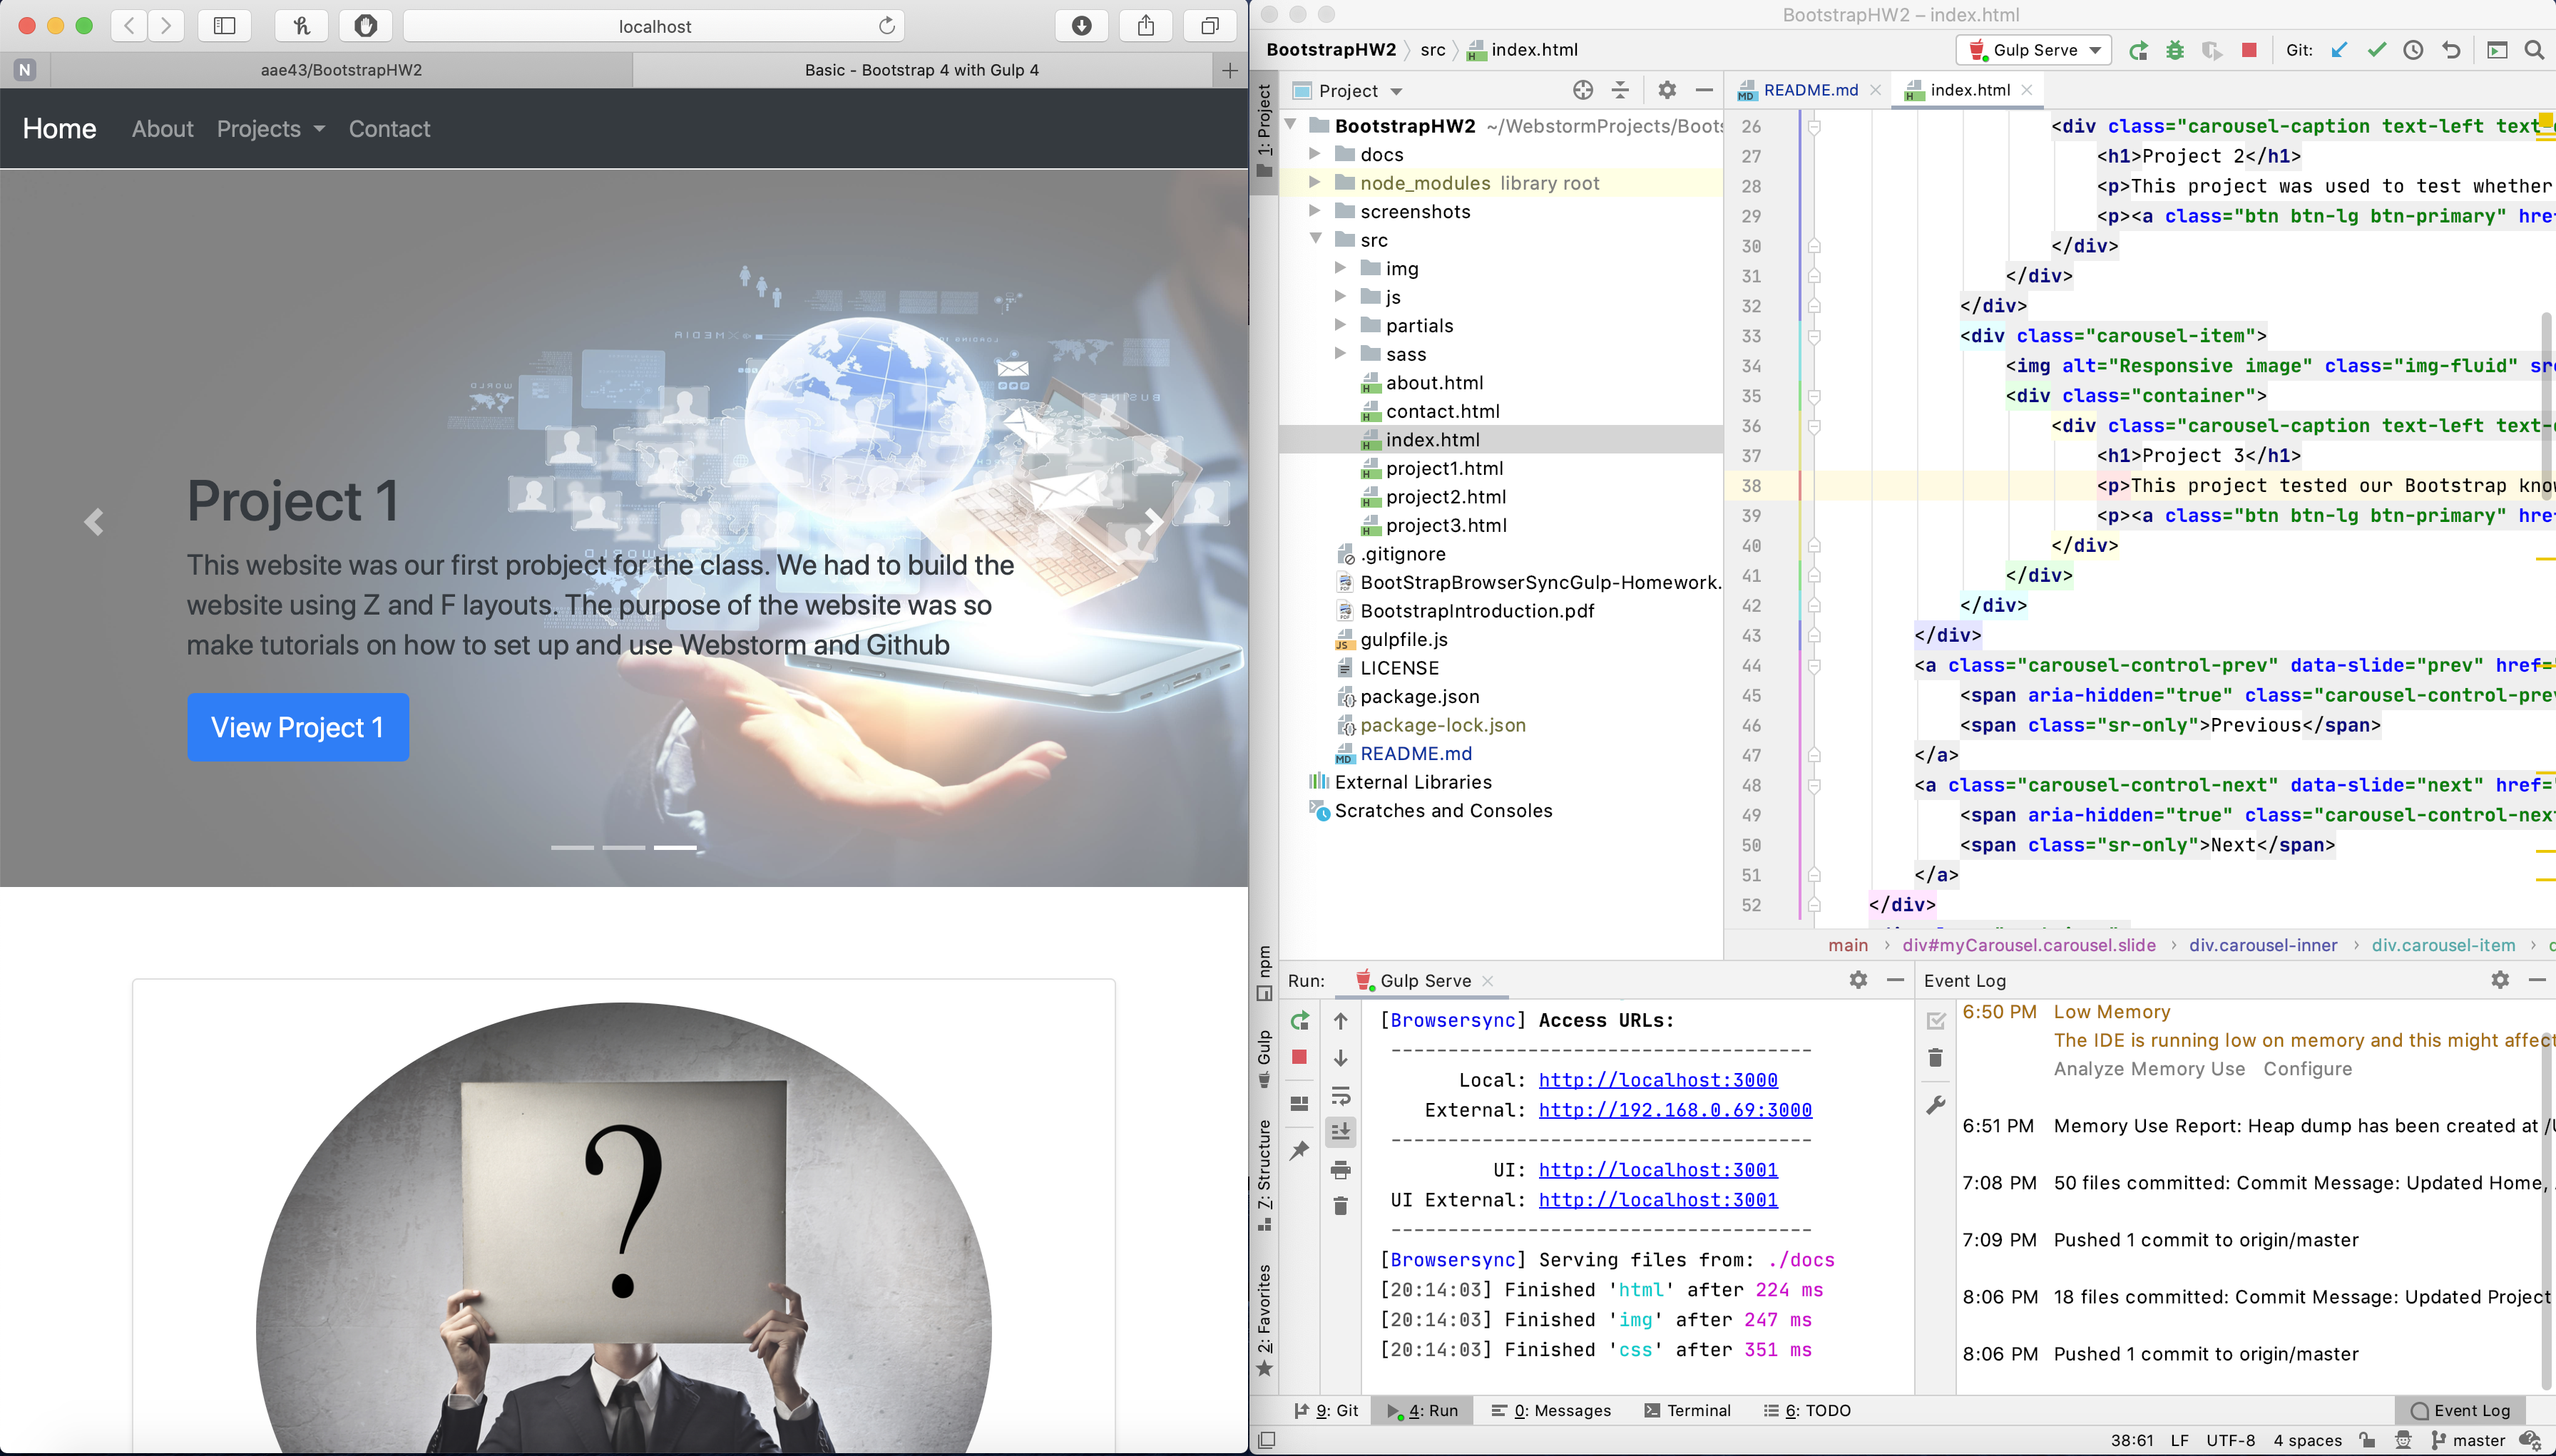 localhost
N
aae43/BootstrapHW2
Basic - Bootstrap 4 with Gulp 4
Home About Projects Contact
Project 1
This website was our first probject for the class. We had to build the
website using Z and F layouts. The purpose of the website was so
make tutorials on how to set up and use Webstorm and Github
View Project 1
?
BootstrapHW2 – index.html
BootstrapHW2 src index.html
Gulp Serve
Git:
1: Project
Project
README.md
index.html
BootstrapHW2 ~/WebstormProjects/Boots
docs
node_modules library root
screenshots
src
img
js
partials
sass
about.html
contact.html
index.html
project1.html
project2.html
project3.html
.gitignore
BootStrapBrowserSyncGulp-Homework.
BootstrapIntroduction.pdf
gulpfile.js
LICENSE
package.json
package-lock.json
README.md
External Libraries
Scratches and Consoles
26 <div class="carousel-caption text-left text-
27 <h1>Project 2</h1>
28 <p>This project was used to test whether
29 <p><a class="btn btn-lg btn-primary" hre
30 </div>
31 </div>
32 </div>
33 <div class="carousel-item">
34 <img alt="Responsive image" class="img-fluid" sr
35 <div class="container">
36 <div class="carousel-caption text-left text-
37 <h1>Project 3</h1>
38 <p>This project tested our Bootstrap kno
39 <p><a class="btn btn-lg btn-primary" hre
40 </div>
41 </div>
42 </div>
43 </div>
44 <a class="carousel-control-prev" data-slide="prev" href=
45 <span aria-hidden="true" class="carousel-control-pre
46 <span class="sr-only">Previous</span>
47 </a>
48 <a class="carousel-control-next" data-slide="next" href=
49 <span aria-hidden="true" class="carousel-control-nex
50 <span class="sr-only">Next</span>
51 </a>
52 </div>
main › div#myCarousel.carousel.slide › div.carousel-inner › div.carousel-item ›
npm
Gulp
7: Structure
2: Favorites
Run: Gulp Serve
[Browsersync] Access URLs:
-------------------------------------
Local: http://localhost:3000
External: http://192.168.0.69:3000
-------------------------------------
UI: http://localhost:3001
UI External: http://localhost:3001
-------------------------------------
[Browsersync] Serving files from: ./docs
[20:14:03] Finished 'html' after 224 ms
[20:14:03] Finished 'img' after 247 ms
[20:14:03] Finished 'css' after 351 ms
Event Log
6:50 PM Low Memory
The IDE is running low on memory and this might affect
Analyze Memory Use Configure
6:51 PM Memory Use Report: Heap dump has been created at /U
7:08 PM 50 files committed: Commit Message: Updated Home,
7:09 PM Pushed 1 commit to origin/master
8:06 PM 18 files committed: Commit Message: Updated Project
8:06 PM Pushed 1 commit to origin/master
9: Git 4: Run 0: Messages Terminal 6: TODO Event Log
38:61 LF UTF-8 4 spaces master